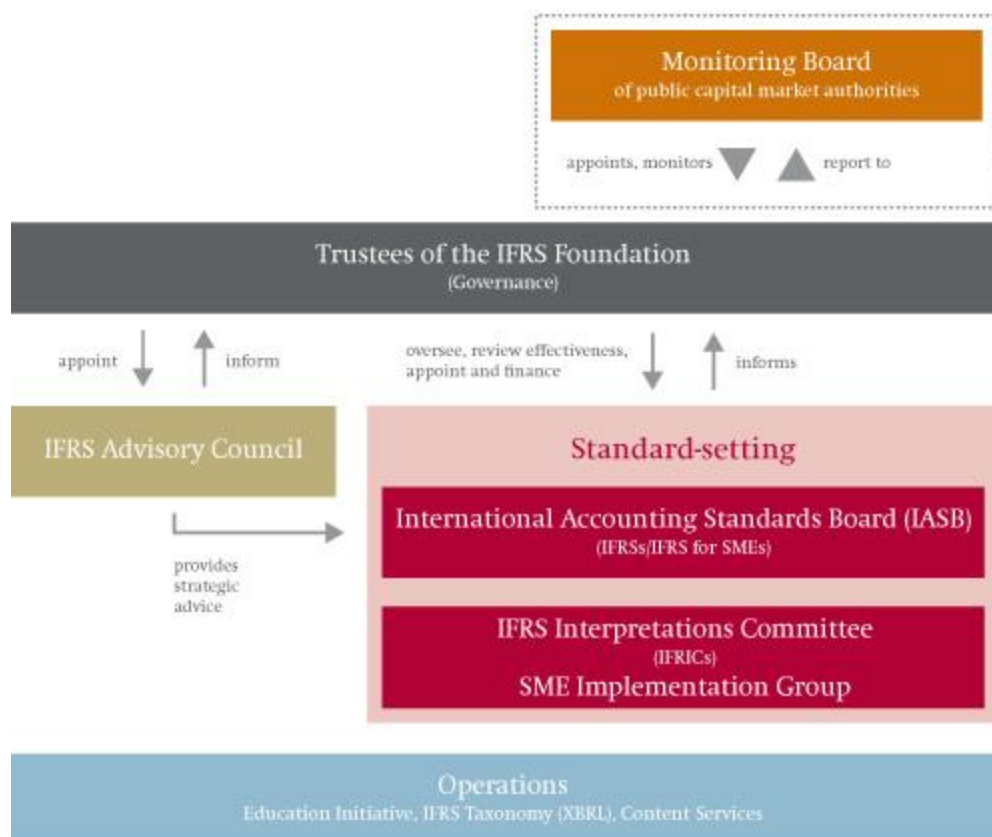 Monitoring Board
of public capital market authorities
appoints, monitors
report to
Trustees of the IFRS Foundation
(Governance)
appoint
inform
oversee, review effectiveness,
appoint and finance
informs
IFRS Advisory Council
provides
strategic
advice
Standard-setting
International Accounting Standards Board (IASB)
(IFRSs/IFRS for SMEs)
IFRS Interpretations Committee
(IFRICs)
SME Implementation Group
Operations
Education Initiative, IFRS Taxonomy (XBRL), Content Services